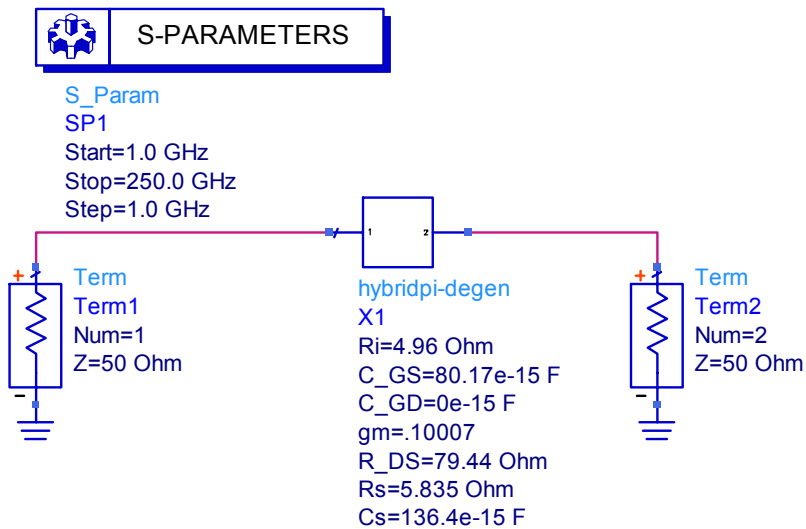 S-PARAMETERS
S_Param
SP1
Start=1.0 GHz
Stop=250.0 GHz
Step=1.0 GHz
1
2
+
Term
Term1
Num=1
Z=50 Ohm
-
hybridpi-degen
X1
Ri=4.96 Ohm
C_GS=80.17e-15 F
C_GD=0e-15 F
gm=.10007
R_DS=79.44 Ohm
Rs=5.835 Ohm
Cs=136.4e-15 F
+
Term
Term2
Num=2
Z=50 Ohm
-